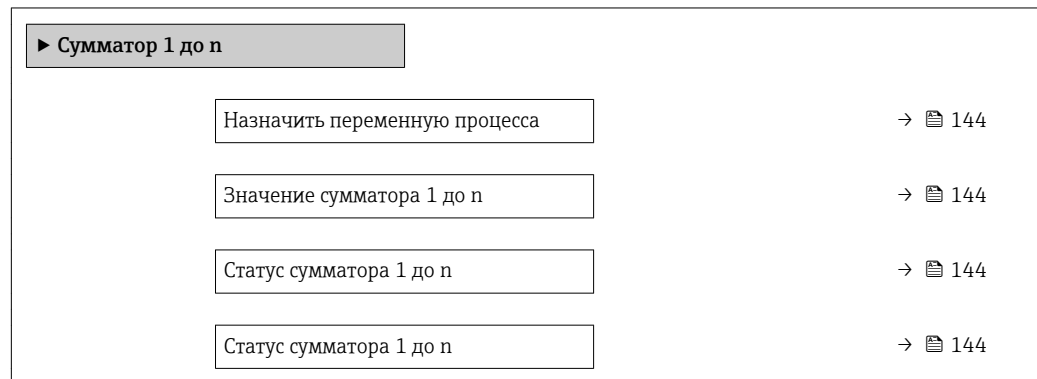 ► Сумматор 1 до n
Назначить переменную процесса → 144
Значение сумматора 1 до n → 144
Статус сумматора 1 до n → 144
Статус сумматора 1 до n → 144